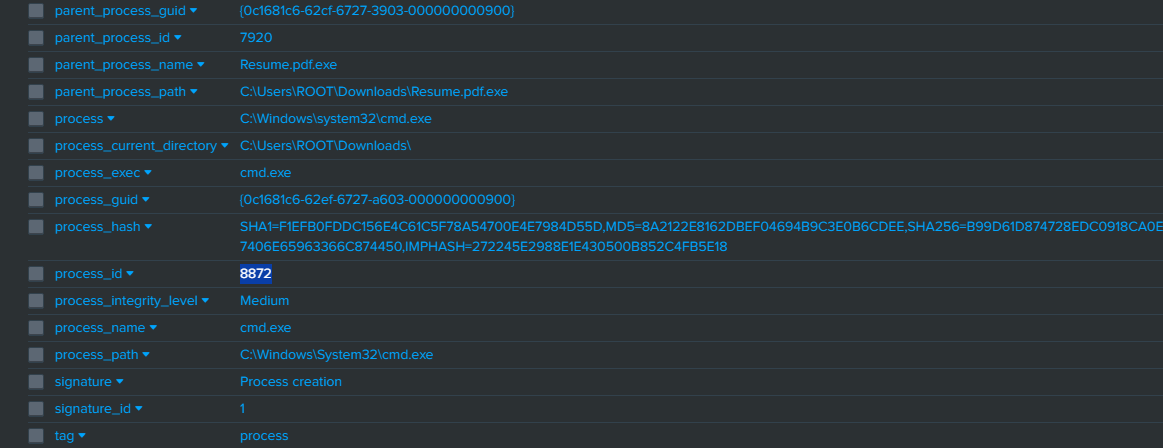 parent_process_guid {0c1681c6-62cf-6727-3903-000000000900}
parent_process_id 7920
parent_process_name Resume.pdf.exe
parent_process_path C:\Users\ROOT\Downloads\Resume.pdf.exe
process C:\Windows\system32\cmd.exe
process_current_directory C:\Users\ROOT\Downloads\
process_exec cmd.exe
process_guid {0c1681c6-62ef-6727-a603-000000000900}
process_hash SHA1=F1EFB0FDDC156E4C61C5F78A54700E4E7984D55D,MD5=8A2122E8162DBEF04694B9C3E0B6CDEE,SHA256=B99D61D874728EDC0918CA0E
7406E65963366C874450,IMPHASH=272245E2988E1E430500B852C4FB5E18
process_id 8872
process_integrity_level Medium
process_name cmd.exe
process_path C:\Windows\System32\cmd.exe
signature Process creation
signature_id 1
tag process